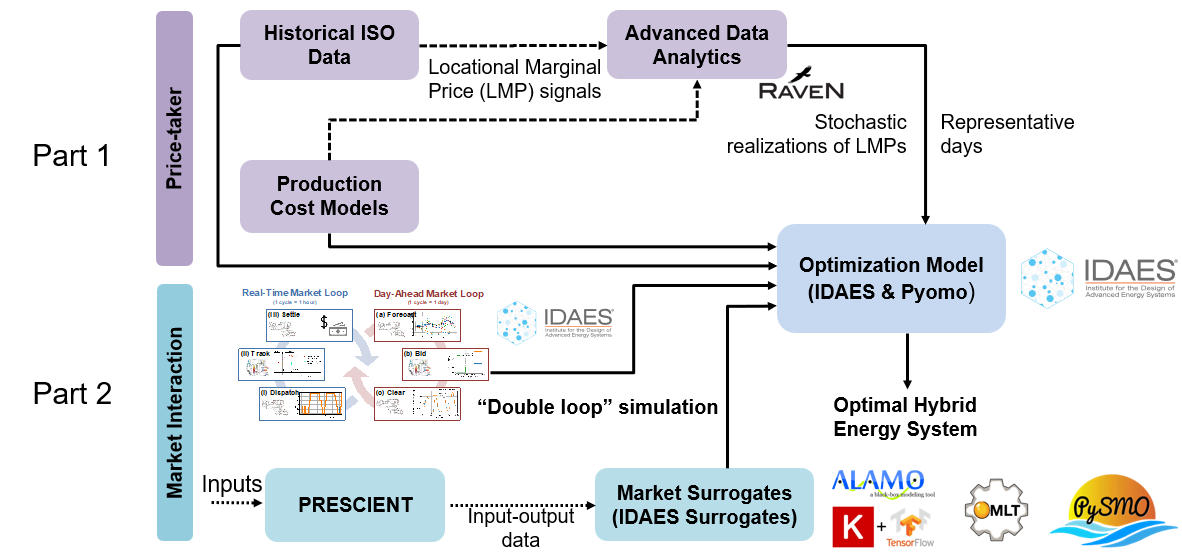 Part 1
Price-taker
Historical ISO
Data
Locational Marginal
Price (LMP) signals
Advanced Data
Analytics
RAVEN
Stochastic
realizations of LMPs
Representative
days
Production
Cost Models
Optimization Model
(IDAES & Pyomo)
IDAES®
Institute for the Design of
Advanced Energy Systems
Part 2
Market Interaction
Real-Time Market Loop
(1 cycle = 1 hour)
Day-Ahead Market Loop
(1 cycle = 1 day)
(iii) Settle
$
(a) Forecast
(ii) Track
(b) Bid
(i) Dispatch
(c) Clear
IDAES
Institute for the Design of
Advanced Energy Systems
“Double loop” simulation
Optimal Hybrid
Energy System
Inputs
PRESCIENT
Input-output
data
Market Surrogates
(IDAES Surrogates)
ALAMO
a black-box modeling tool
K + TensorFlow
OMLT
PySMO